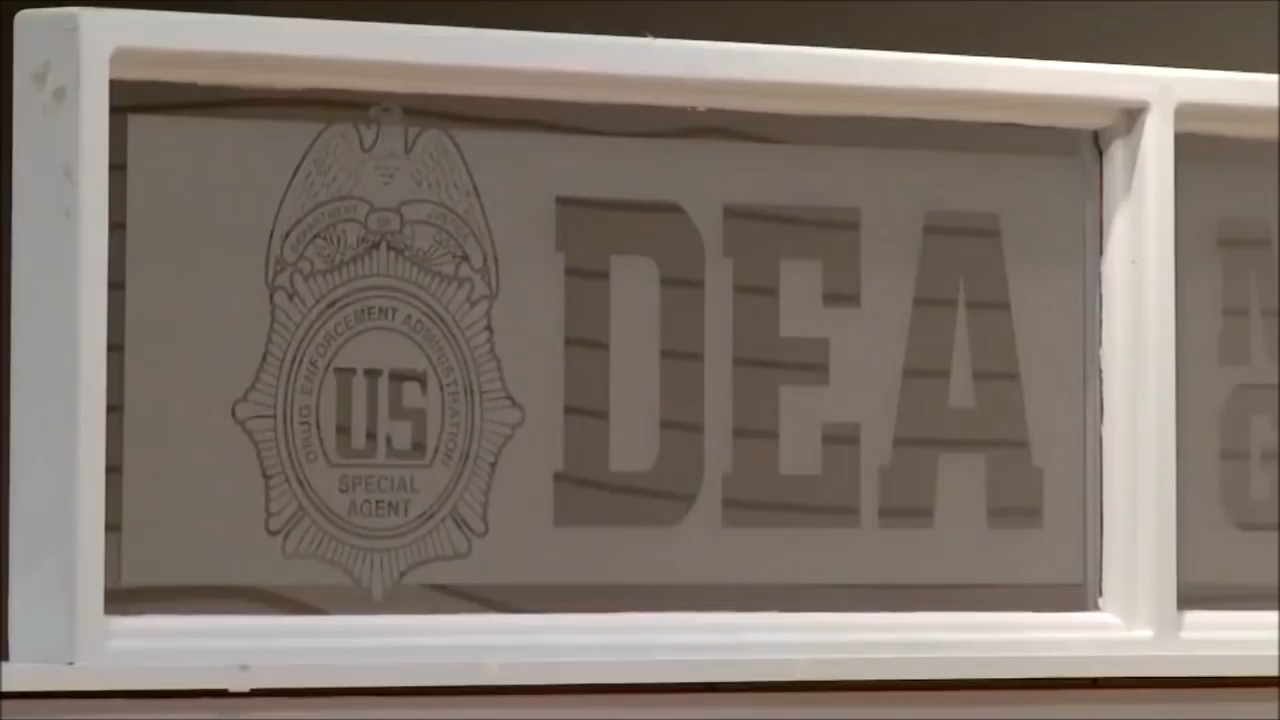 DEPARTMENT OF JUSTICE
DRUG ENFORCEMENT ADMINISTRATION
US
SPECIAL
AGENT
DEA